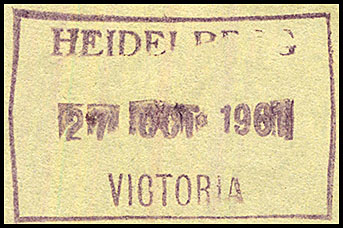 HEIDELBERG
27 OCT 1961
VICTORIA